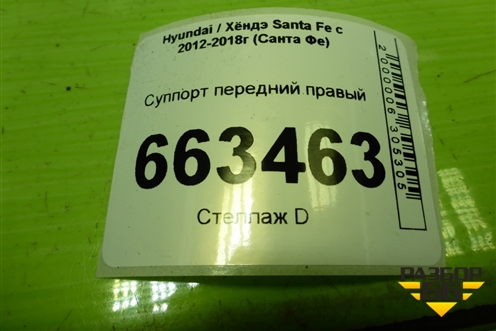 Hyundai / Хёндэ Santa Fe с
2012-2018г (Санта Фе)
Суппорт передний правый
663463
Стеллаж D
2000006305305
РАЗБОР